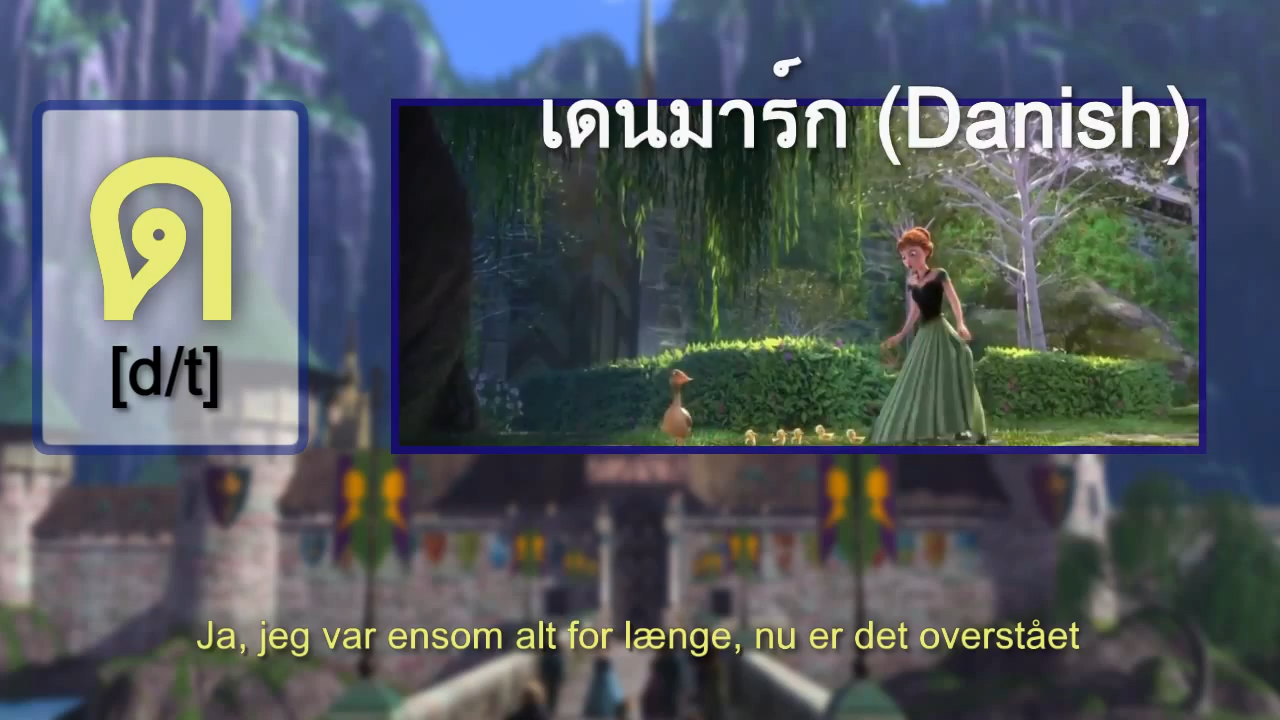 เดนมาร์ก (Danish)
ด
[d/t]
Ja, jeg var ensom alt for længe, nu er det overstået